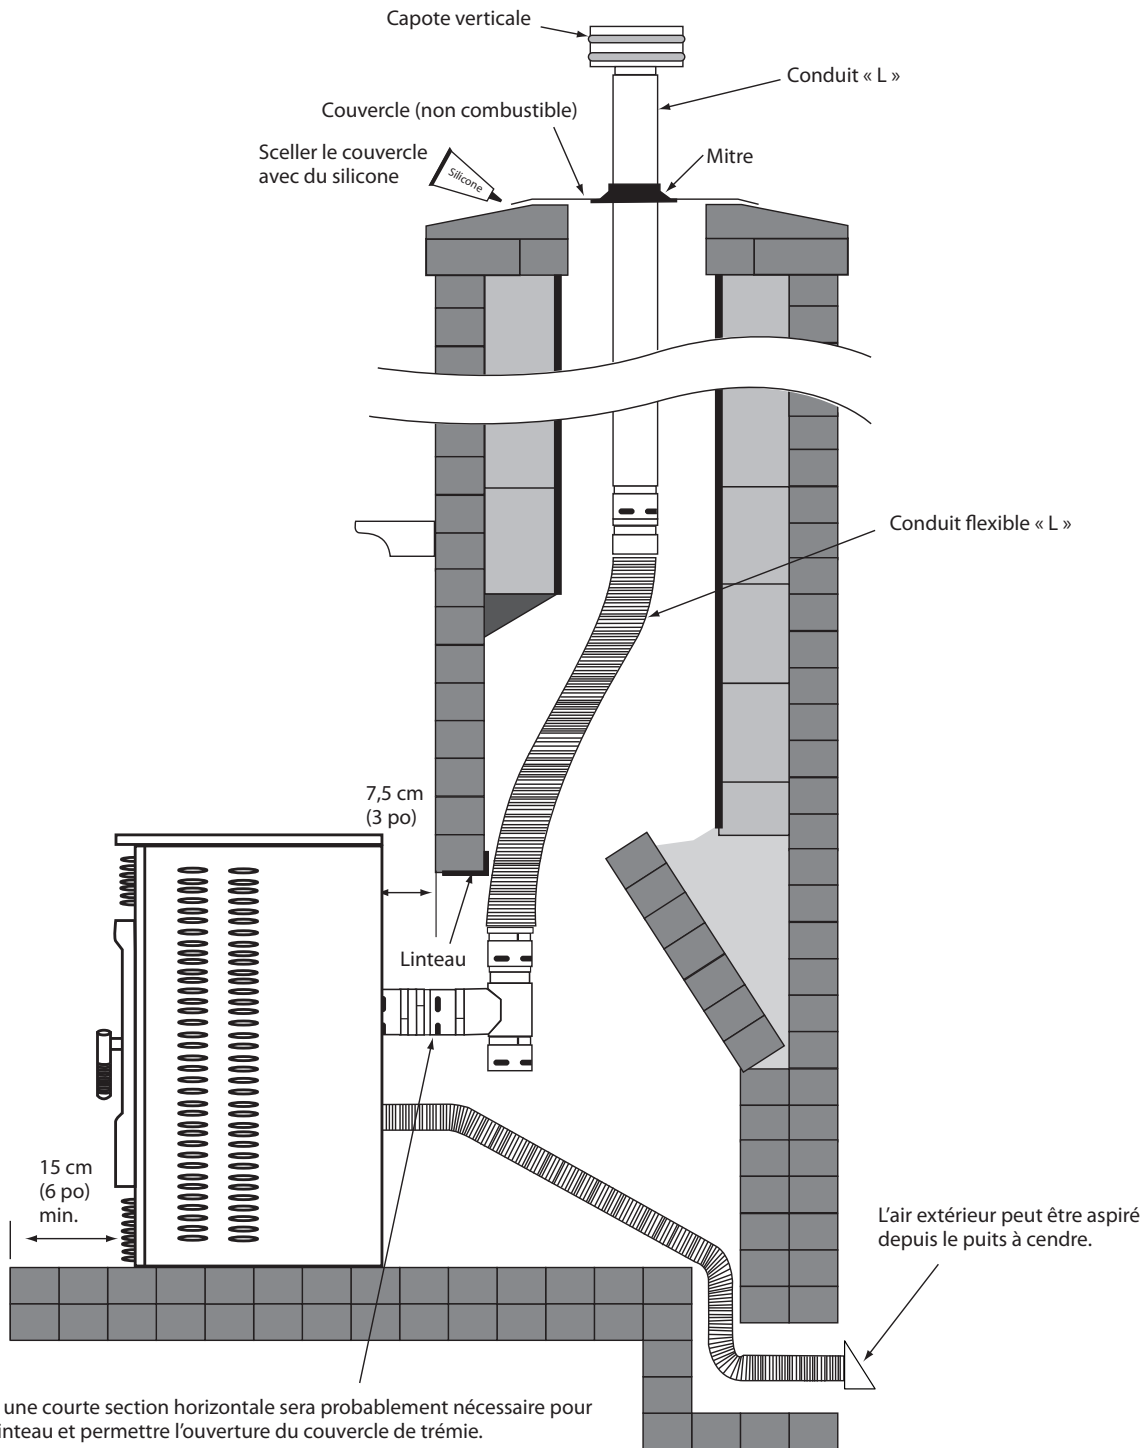 Capote verticale
Conduit « L »
Couvercle (non combustible)
Sceller le couvercle
avec du silicone
Silicone
Mitre
Conduit flexible « L »
7,5 cm
(3 po)
Linteau
15 cm
(6 po)
min.
L’air extérieur peut être aspiré
depuis le puits à cendre.
une courte section horizontale sera probablement nécessaire pour
et permettre l’ouverture du couvercle de trémie.